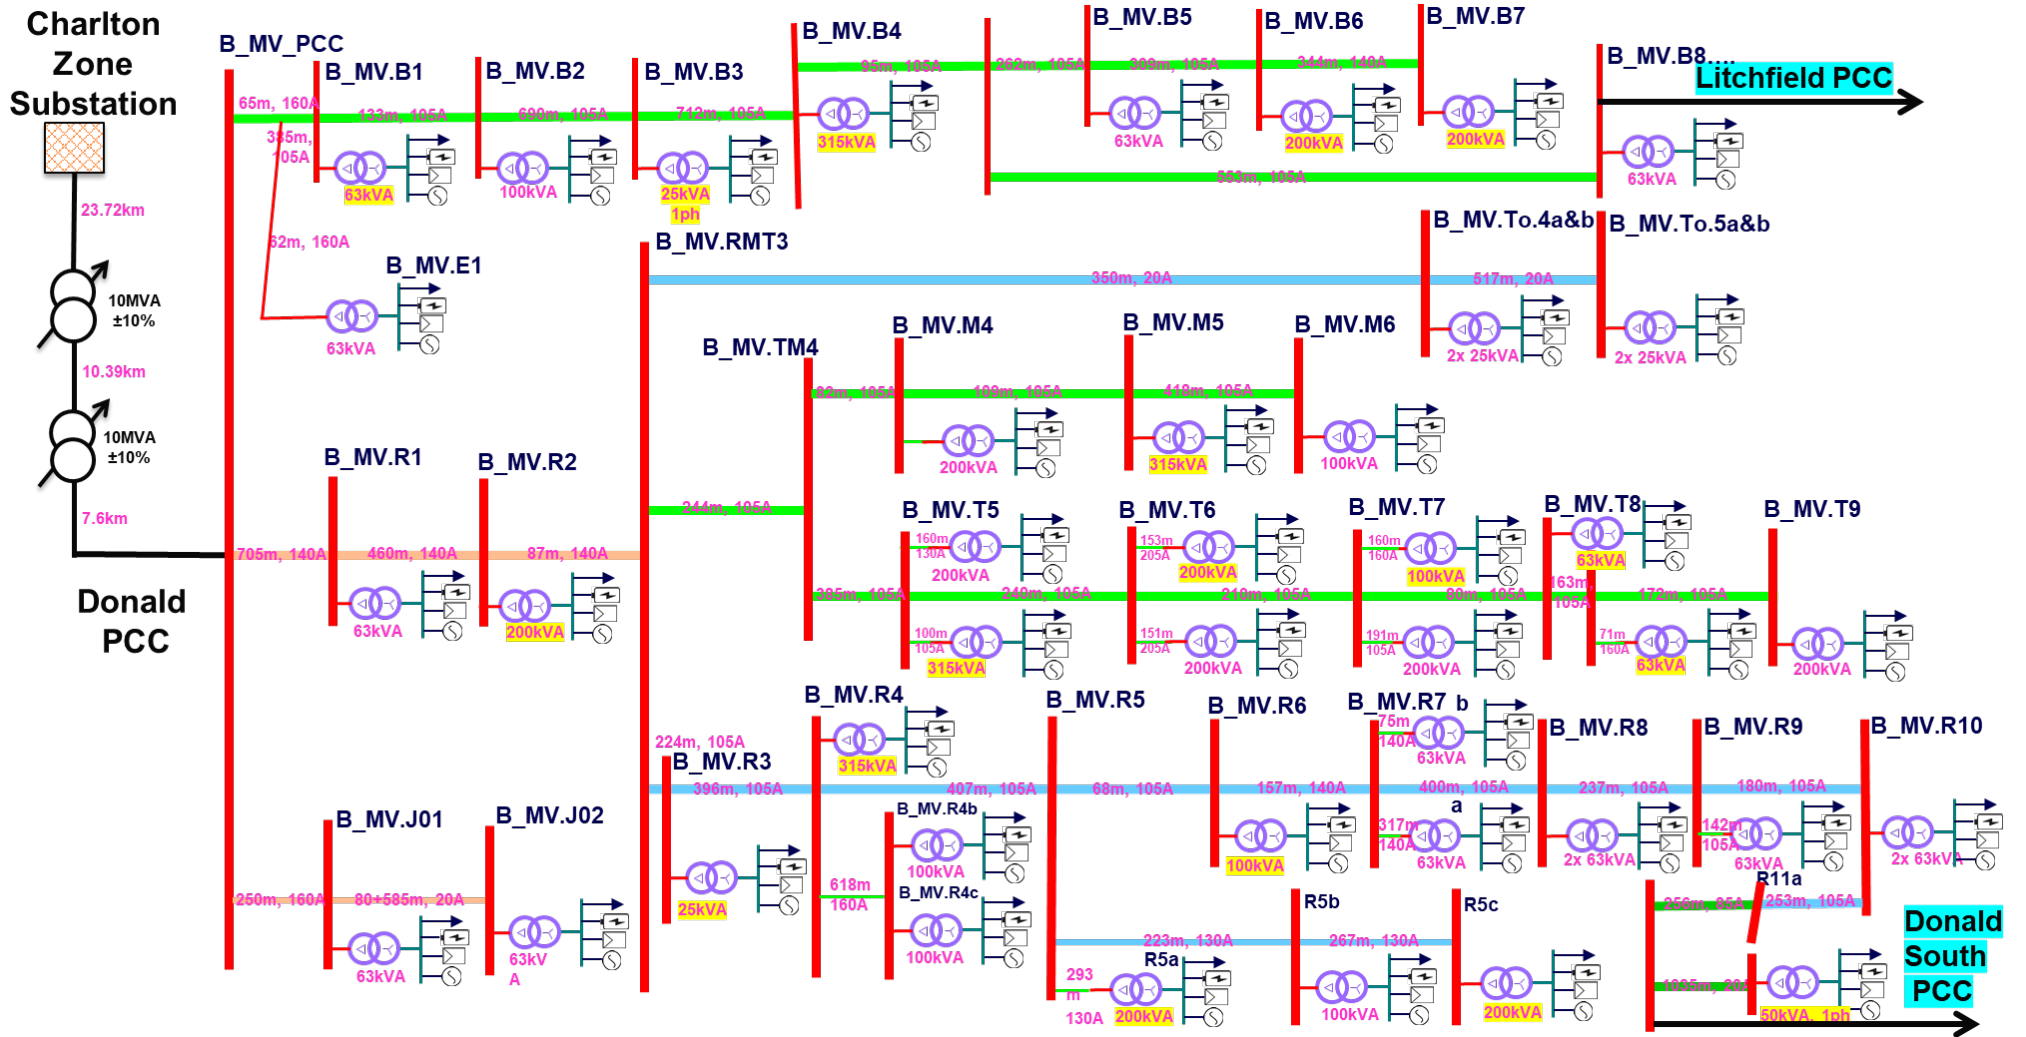 Charlton
Zone
Substation
23.72km
10MVA
±10%
10.39km
10MVA
±10%
7.6km
Donald
PCC
B_MV_PCC
65m, 160A
B_MV.B1
133m, 105A
385m,
105A
63kVA
B_MV.B2
690m, 105A
100kVA
B_MV.B3
712m, 105A
25kVA
1ph
B_MV.B4
95m, 105A
315kVA
262m, 105A
B_MV.B5
309m, 105A
63kVA
B_MV.B6
344m, 140A
200kVA
B_MV.B7
200kVA
553m, 105A
B_MV.B8....
Litchfield PCC
63kVA
62m, 160A
B_MV.E1
63kVA
B_MV.RMT3
350m, 20A
B_MV.To.4a&b
517m, 20A
2x 25kVA
B_MV.To.5a&b
2x 25kVA
B_MV.TM4
244m, 105A
82m, 105A
B_MV.M4
109m, 105A
200kVA
B_MV.M5
418m, 105A
315kVA
B_MV.M6
100kVA
705m, 140A
B_MV.R1
460m, 140A
63kVA
B_MV.R2
87m, 140A
200kVA
385m, 105A
B_MV.T5
160m
130A
200kVA
240m, 105A
100m
105A
315kVA
B_MV.T6
153m
205A
200kVA
210m, 105A
151m
205A
200kVA
B_MV.T7
160m
160A
100kVA
80m, 105A
191m
105A
200kVA
B_MV.T8
63kVA
163m,
105A
172m, 105A
71m
160A
63kVA
B_MV.T9
200kVA
224m, 105A
B_MV.R3
396m, 105A
25kVA
B_MV.R4
315kVA
407m, 105A
B_MV.R4b
100kVA
618m
160A
B_MV.R4c
100kVA
B_MV.R5
68m, 105A
B_MV.R6
157m, 140A
100kVA
B_MV.R7
b
75m
140A
63kVA
400m, 105A
a
317m
140A
63kVA
B_MV.R8
237m, 105A
2x 63kVA
B_MV.R9
180m, 105A
142m
105A
63kVA
B_MV.R10
2x 63kVA
R11a
256m, 85A
253m, 105A
1035m, 20A
50kVA, 1ph
Donald
South
PCC
223m, 130A
R5a
293
m
130A
200kVA
R5b
267m, 130A
100kVA
R5c
200kVA
B_MV.J01
250m, 160A
80+585m, 20A
63kVA
B_MV.J02
63kV
A